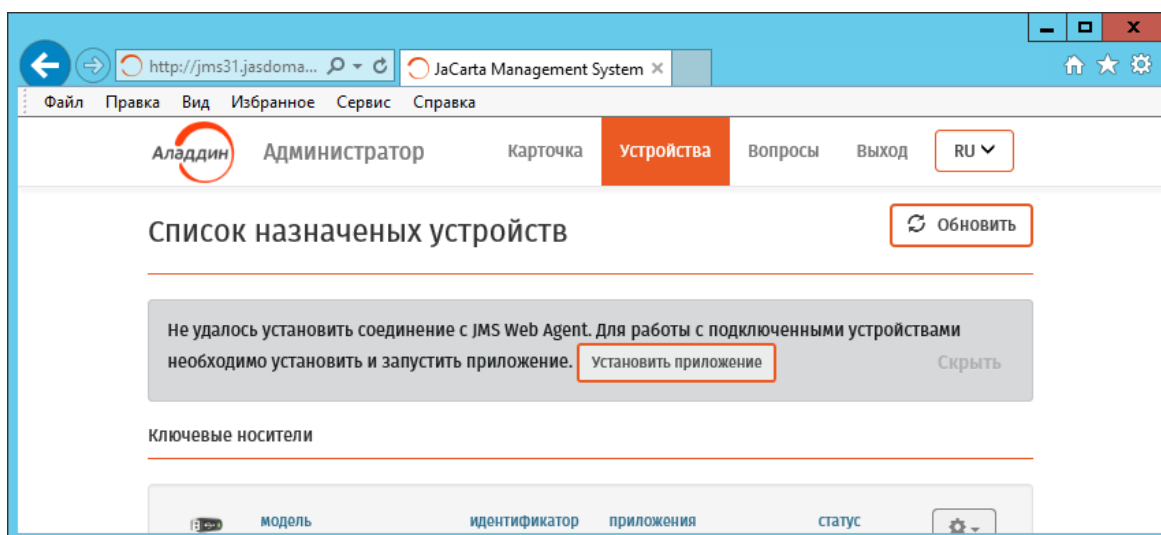 http://jms31.jasdoma...
JaCarta Management System
Файл Правка Вид Избранное Сервис Справка
Аладдин Администратор Карточка Устройства Вопросы Выход RU
Список назначеных устройств
Обновить
Не удалось установить соединение с JMS Web Agent. Для работы с подключенными устройствами
необходимо установить и запустить приложение. Установить приложение Скрыть
Ключевые носители
модель идентификатор приложения статус